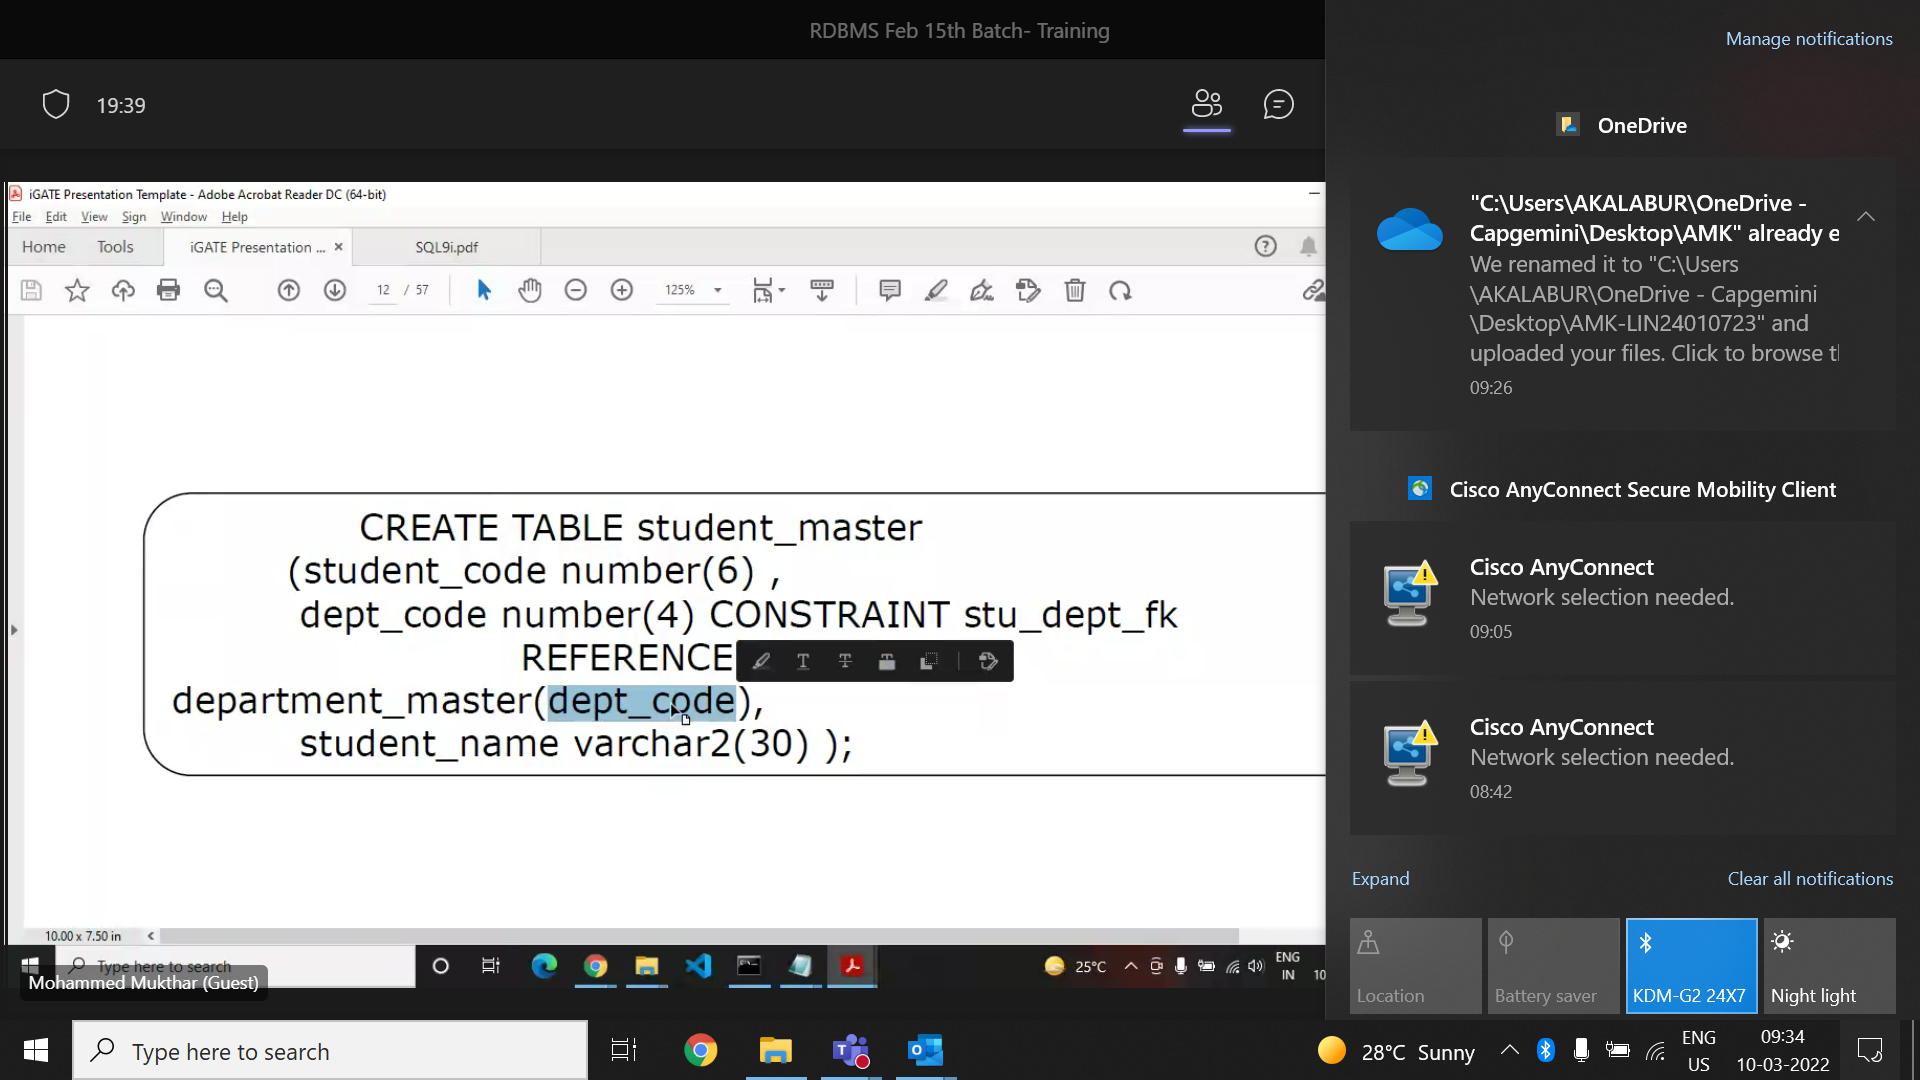 RDBMS Feb 15th Batch- Training
19:39
iGATE Presentation Template - Adobe Acrobat Reader DC (64-bit)
File Edit View Sign Window Help
Home Tools iGATE Presentation ... × SQL9i.pdf
12 / 57 125%
CREATE TABLE student_master
(student_code number(6) ,
dept_code number(4) CONSTRAINT stu_dept_fk
REFERENCE
department_master(dept_code),
student_name varchar2(30) );
10.00 x 7.50 in
Type here to search
25°C
ENG
IN
10
Mohammed Mukthar (Guest)
Manage notifications
OneDrive
"C:\Users\AKALABUR\OneDrive -
Capgemini\Desktop\AMK" already e
We renamed it to "C:\Users
\AKALABUR\OneDrive - Capgemini
\Desktop\AMK-LIN24010723" and
uploaded your files. Click to browse t
09:26
Cisco AnyConnect Secure Mobility Client
Cisco AnyConnect
Network selection needed.
09:05
Cisco AnyConnect
Network selection needed.
08:42
Expand Clear all notifications
Location Battery saver KDM-G2 24X7 Night light
Type here to search
28°C Sunny
ENG
US
09:34
10-03-2022